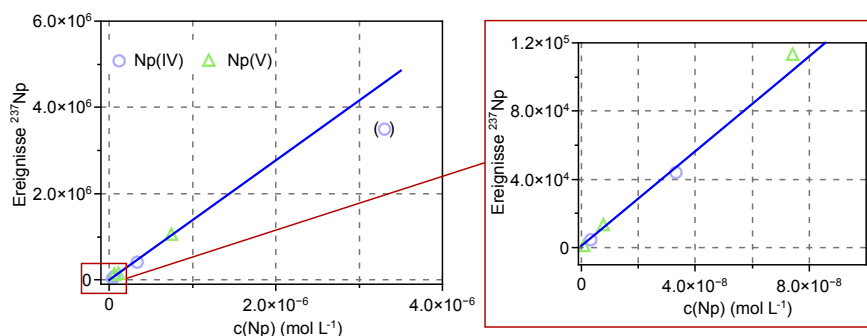 6.0×10⁶
Np(IV) Np(V)
4.0×10⁶
Ereignisse ²³⁷Np
( )
2.0×10⁶
0
0 2.0×10⁻⁶ 4.0×10⁻⁶
c(Np) (mol L⁻¹)
1.2×10⁵
8.0×10⁴
Ereignisse ²³⁷Np
4.0×10⁴
0
0 4.0×10⁻⁸ 8.0×10⁻⁸
c(Np) (mol L⁻¹)